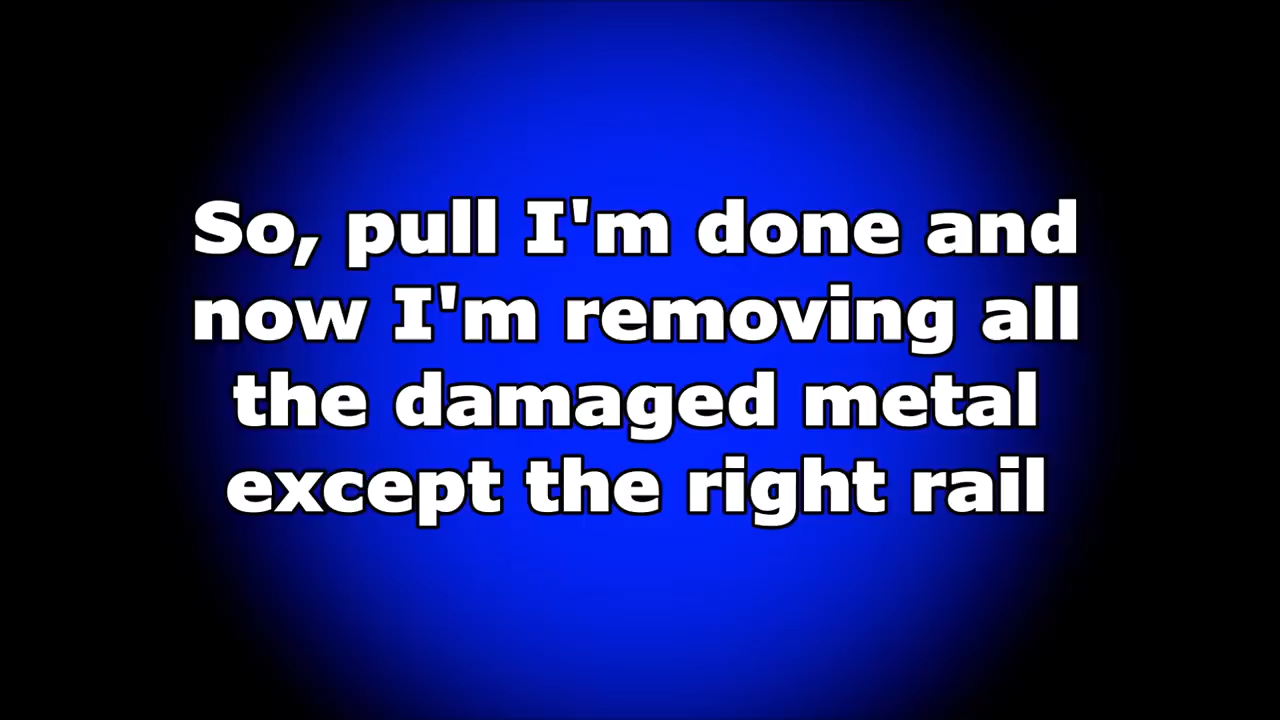 So, pull I'm done and
now I'm removing all
the damaged metal
except the right rail